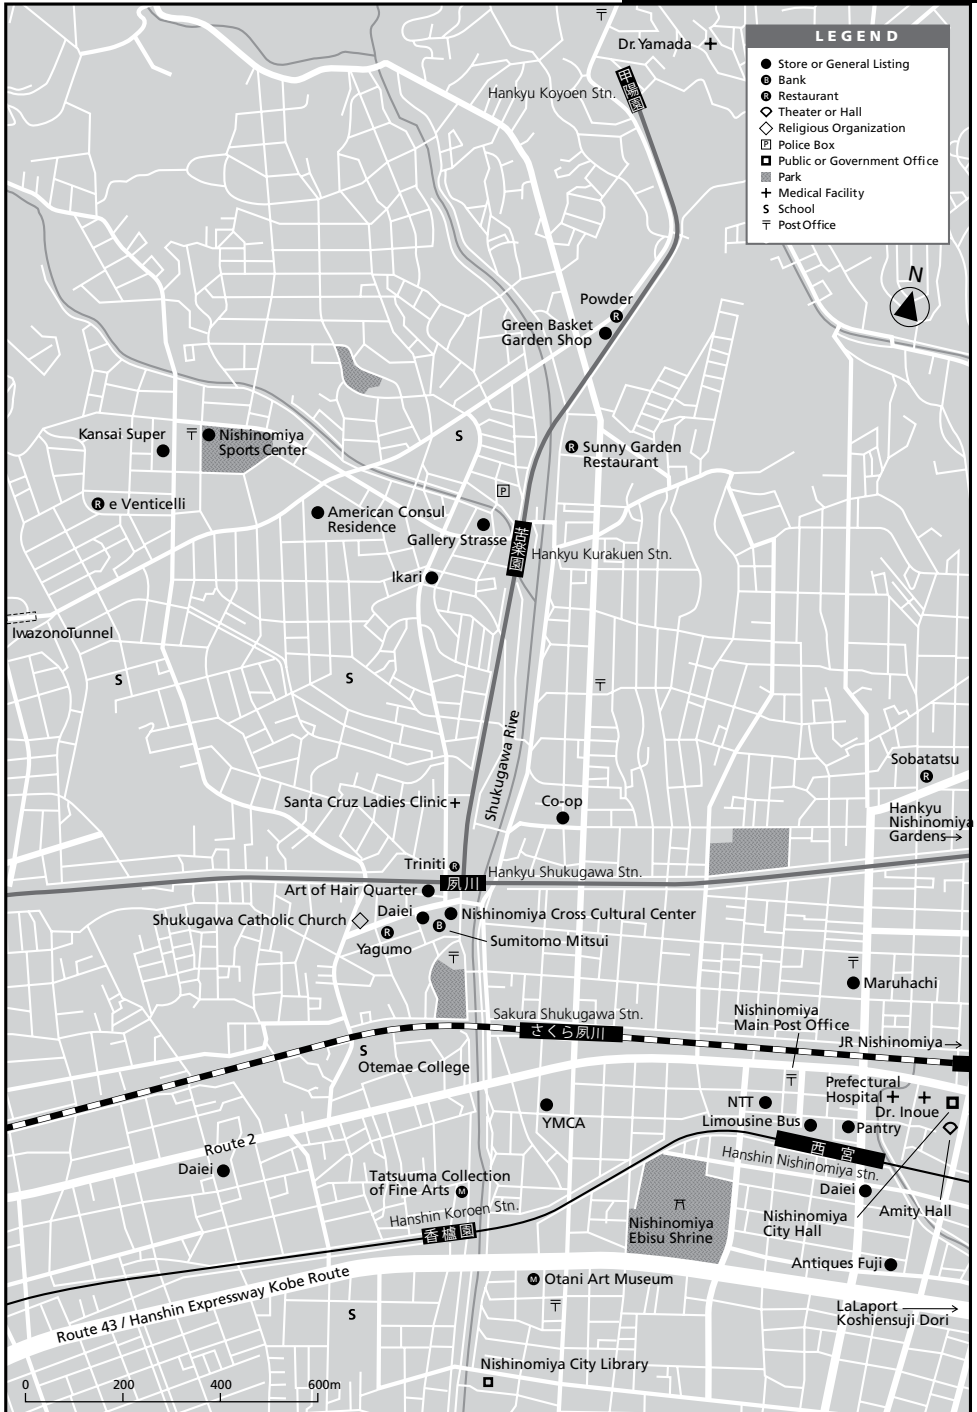 Dr. Yamada
LEGEND
Store or General Listing
B Bank
R Restaurant
Theater or Hall
Religious Organization
P Police Box
Public or Government Office
Park
Medical Facility
S School
〒 Post Office
N
Hankyu Koyoen Stn.
甲陽園
Powder
R
Green Basket
Garden Shop
Kansai Super
〒
Nishinomiya
Sports Center
S
R
Sunny Garden
Restaurant
P
R e Venticelli
American Consul
Residence
Gallery Strasse
苦楽園
Hankyu Kurakuen Stn.
Ikari
IwazonoTunnel
S
S
〒
Shukugawa Rive
Sobatatsu
R
Santa Cruz Ladies Clinic
Co-op
Hankyu
Nishinomiya
Gardens→
Triniti R
Hankyu Shukugawa Stn.
夙川
Art of Hair Quarter
Daiei
Nishinomiya Cross Cultural Center
Shukugawa Catholic Church
R
B
Yagumo
Sumitomo Mitsui
〒
〒
Maruhachi
Sakura Shukugawa Stn.
さくら夙川
Nishinomiya
Main Post Office
JR Nishinomiya→
S
Otemae College
〒
Prefectural
Hospital
Dr. Inoue
NTT
YMCA
Limousine Bus
Pantry
西宮
Hanshin Nishinomiya stn.
Route 2
Daiei
Tatsuuma Collection
of Fine Arts M
Hanshin Koroen Stn.
香櫨園
Nishinomiya
Ebisu Shrine
Daiei
Nishinomiya
City Hall
Amity Hall
Antiques Fuji
M Otani Art Museum
〒
Route 43 / Hanshin Expressway Kobe Route
S
LaLaport
Koshiensuji Dori
Nishinomiya City Library
0 200 400 600m
〒